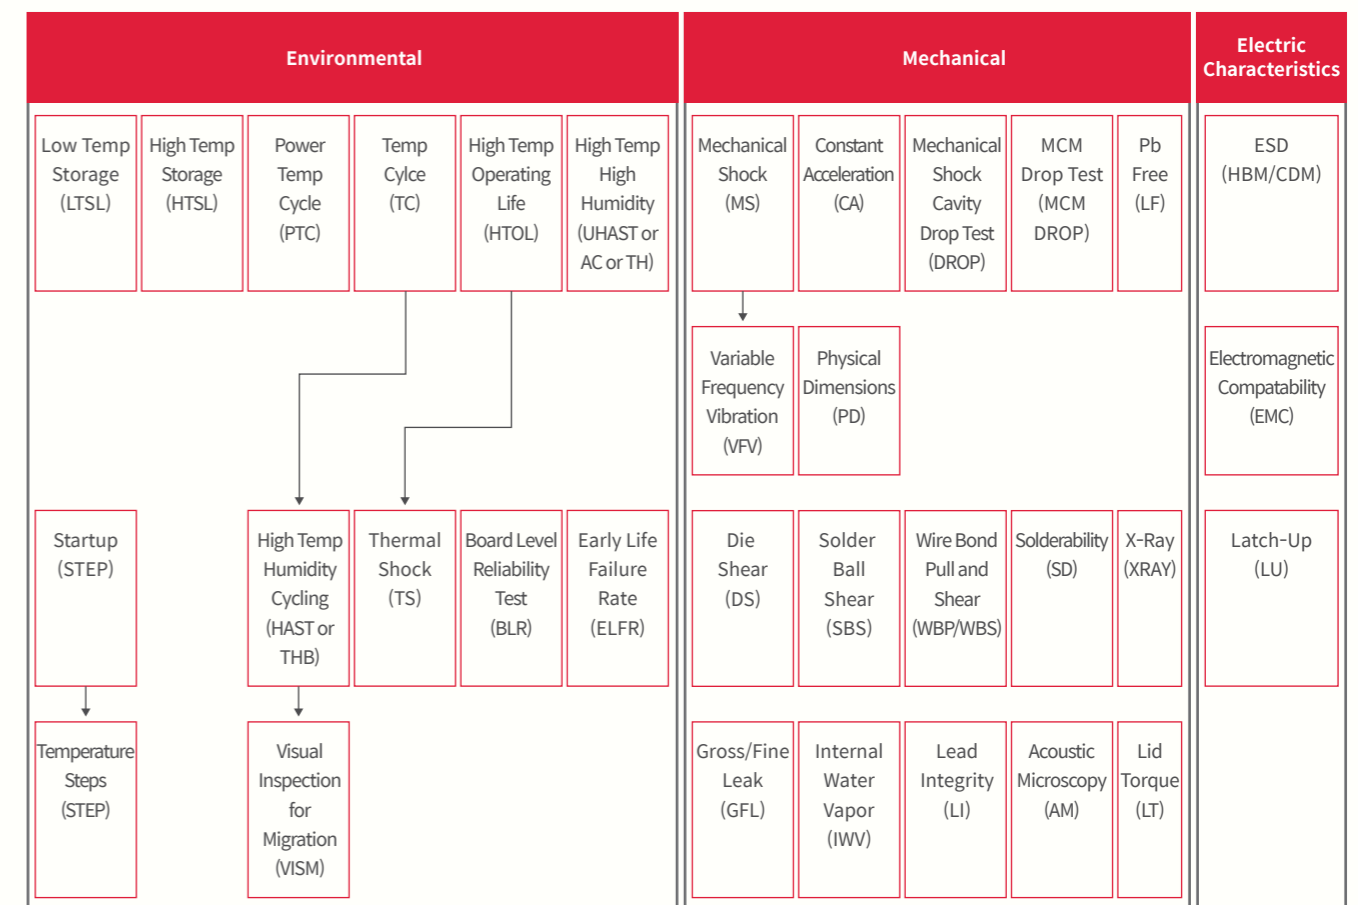 Environmental
Mechanical
Electric
Characteristics
Low Temp
Storage
(LTSL)
High Temp
Storage
(HTSL)
Power
Temp
Cycle
(PTC)
Temp
Cylce
(TC)
High Temp
Operating
Life
(HTOL)
High Temp
High
Humidity
(UHAST or
AC or TH)
Mechanical
Shock
(MS)
Constant
Acceleration
(CA)
Mechanical
Shock
Cavity
Drop Test
(DROP)
MCM
Drop Test
(MCM
DROP)
Pb
Free
(LF)
ESD
(HBM/CDM)
Variable
Frequency
Vibration
(VFV)
Physical
Dimensions
(PD)
Electromagnetic
Compatability
(EMC)
Startup
(STEP)
High Temp
Humidity
Cycling
(HAST or
THB)
Thermal
Shock
(TS)
Board Level
Reliability
Test
(BLR)
Early Life
Failure
Rate
(ELFR)
Die
Shear
(DS)
Solder
Ball
Shear
(SBS)
Wire Bond
Pull and
Shear
(WBP/WBS)
Solderability
(SD)
X-Ray
(XRAY)
Latch-Up
(LU)
Temperature
Steps
(STEP)
Visual
Inspection
for
Migration
(VISM)
Gross/Fine
Leak
(GFL)
Internal
Water
Vapor
(IWV)
Lead
Integrity
(LI)
Acoustic
Microscopy
(AM)
Lid
Torque
(LT)